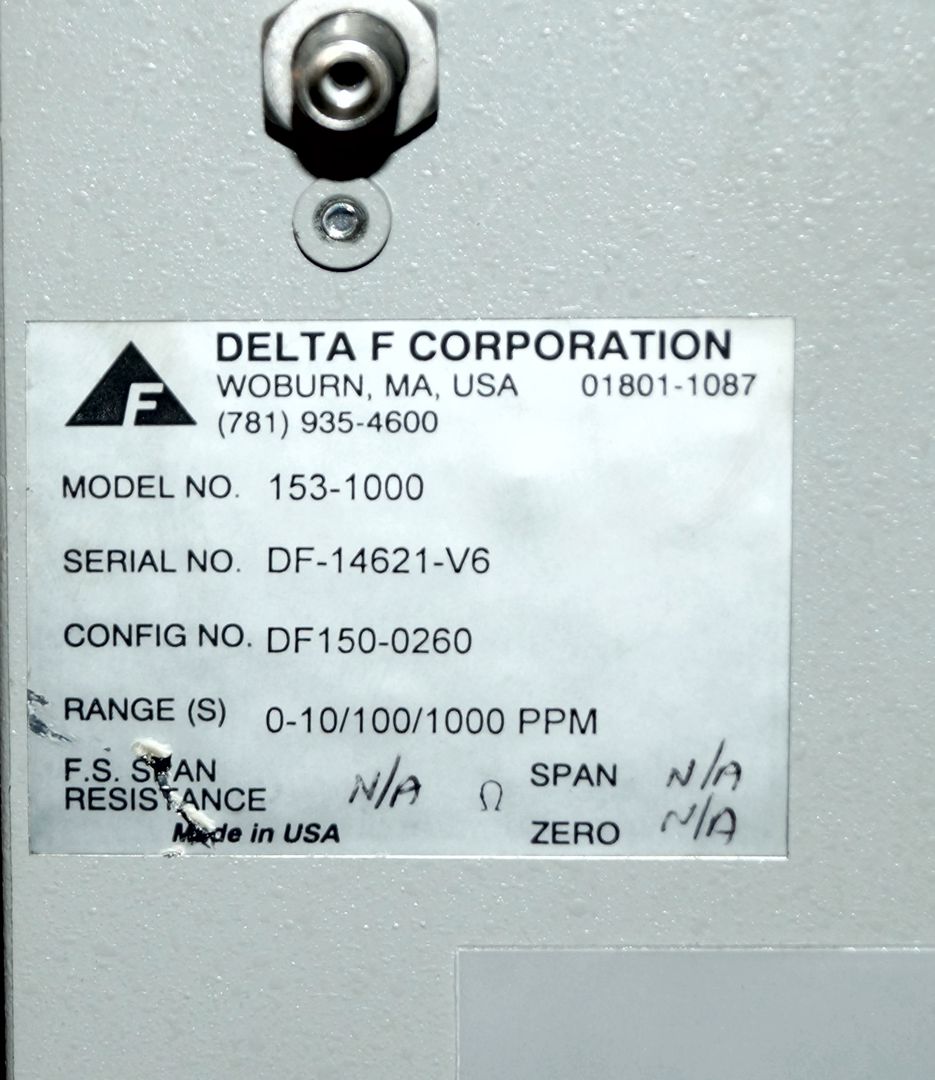 DELTA F CORPORATION
F
WOBURN, MA, USA 01801-1087
(781) 935-4600
MODEL NO. 153-1000
SERIAL NO. DF-14621-V6
CONFIG NO. DF150-0260
RANGE (S) 0-10/100/1000 PPM
F.S. SPAN
RESISTANCE N/A Ω SPAN N/A
Made in USA ZERO N/A